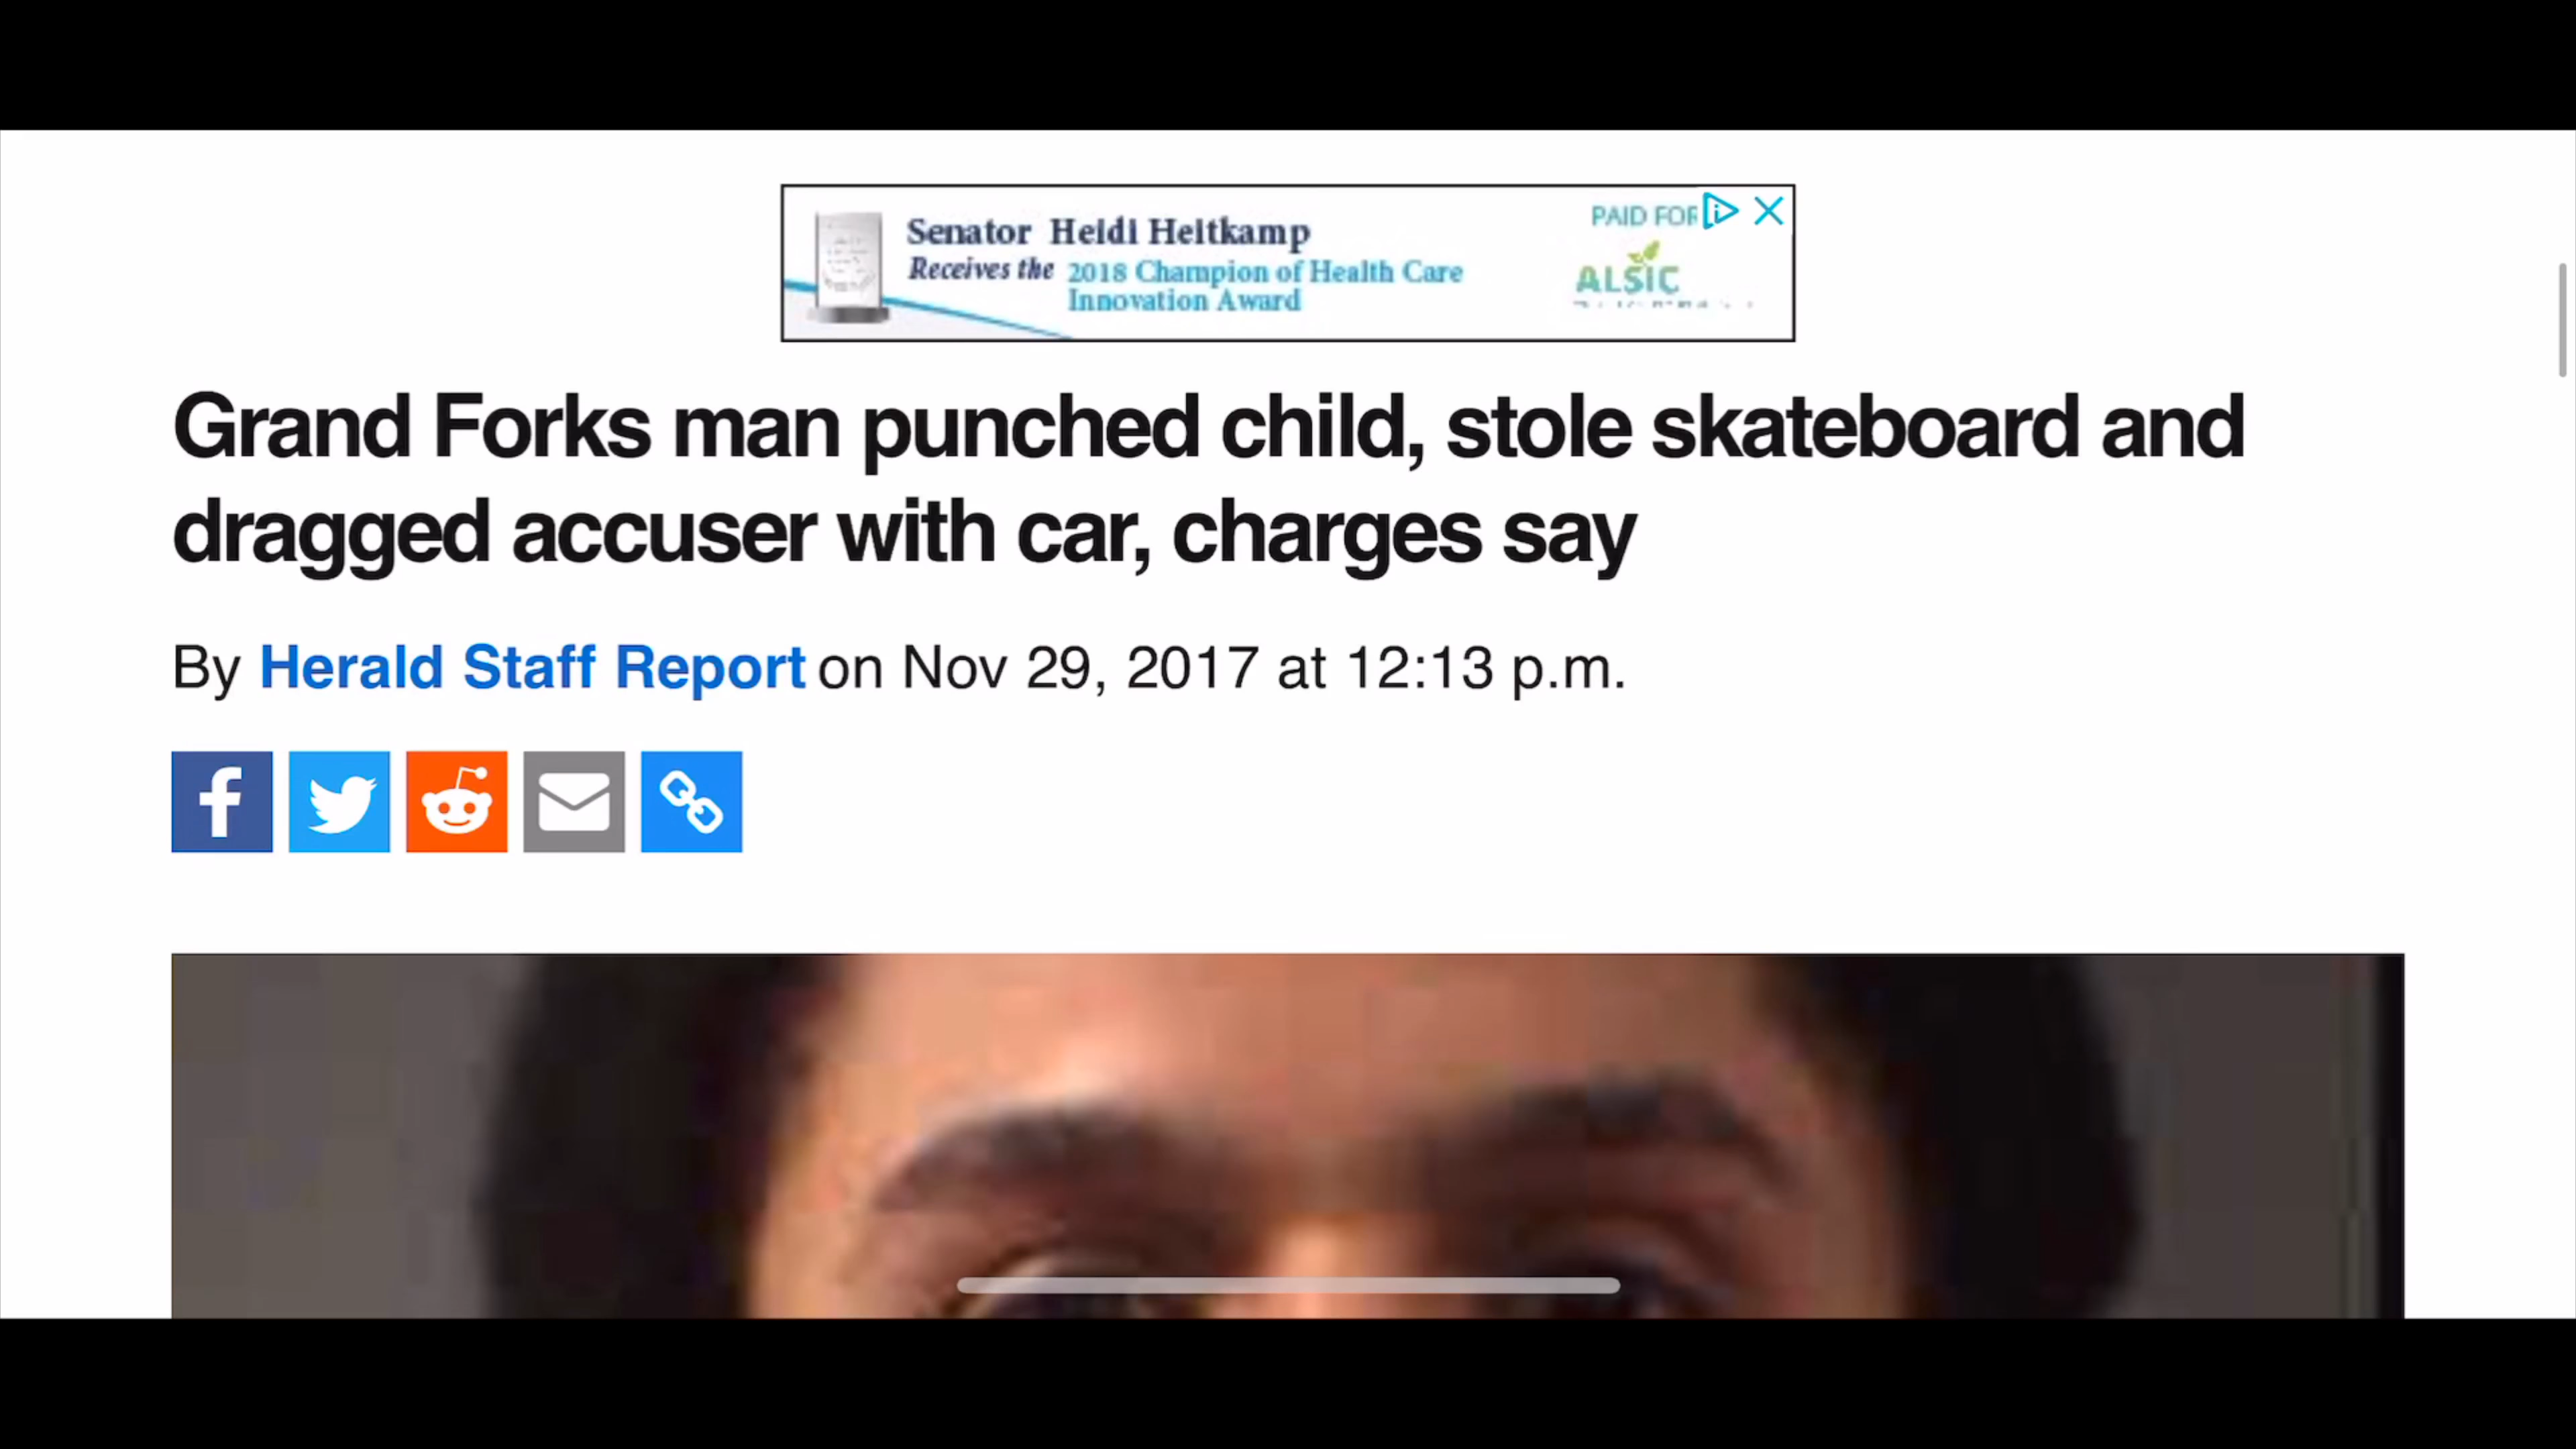 Senator Heidi Heitkamp
Receives the 2018 Champion of Health Care
Innovation Award
PAID FOR
ALSIC
Grand Forks man punched child, stole skateboard and
dragged accuser with car, charges say
By Herald Staff Report on Nov 29, 2017 at 12:13 p.m.